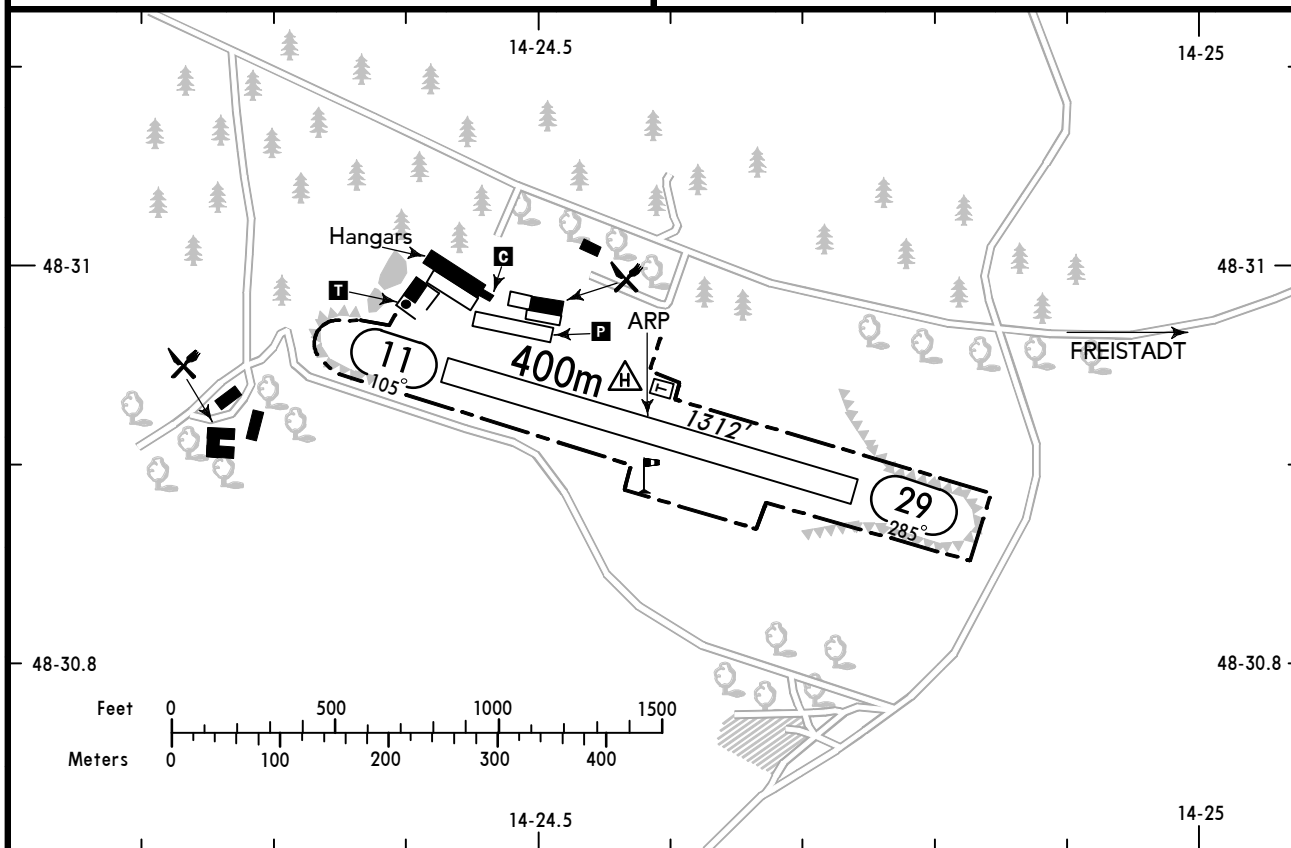 14-24.5
14-25
Hangars
C
48-31
48-31
T
ARP
P
FREISTADT
11
105°
400m
H
T
1312'
29
285°
48-30.8
48-30.8
Feet 0 500 1000 1500
Meters 0 100 200 300 400
14-24.5
14-25